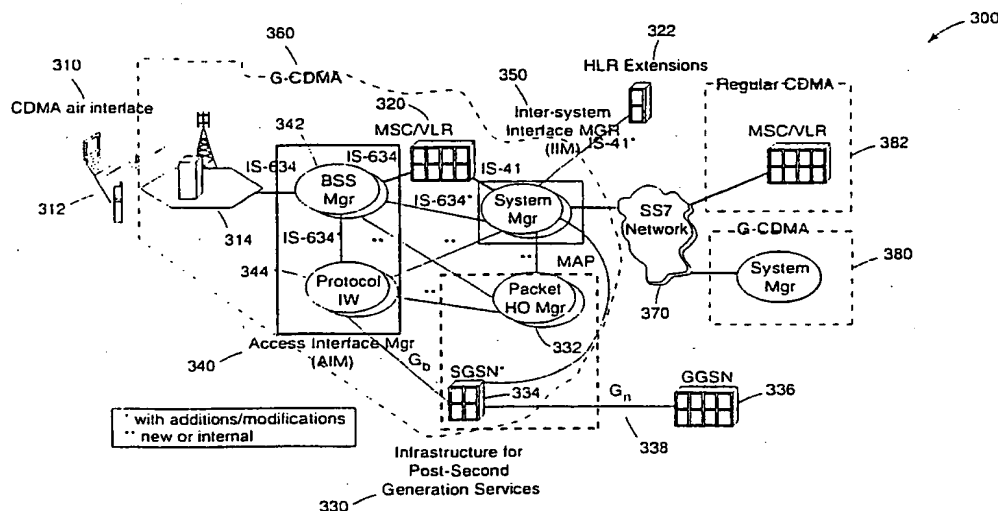 300
360
322
310
G-CDMA
350
HLR Extensions
CDMA air interface
320
Inter-system
Interface MGR
(IIM)
Regular CDMA
342
MSC/VLR
IS-41*
MSC/VLR
382
IS-634
IS-634
IS-41
BSS
Mgr
312
IS-634*
System
Mgr
SS7
Network
314
IS-634*
**
**
G-CDMA
344
**
MAP
System
Mgr
380
Protocol
IW
**
Packet
HO Mgr
370
332
340
Access Interface Mgr
(AIM)
Gb
SGSN*
334
GGSN
336
Gn
338
* with additions/modifications
** new or internal
Infrastructure for
Post-Second
Generation Services
330